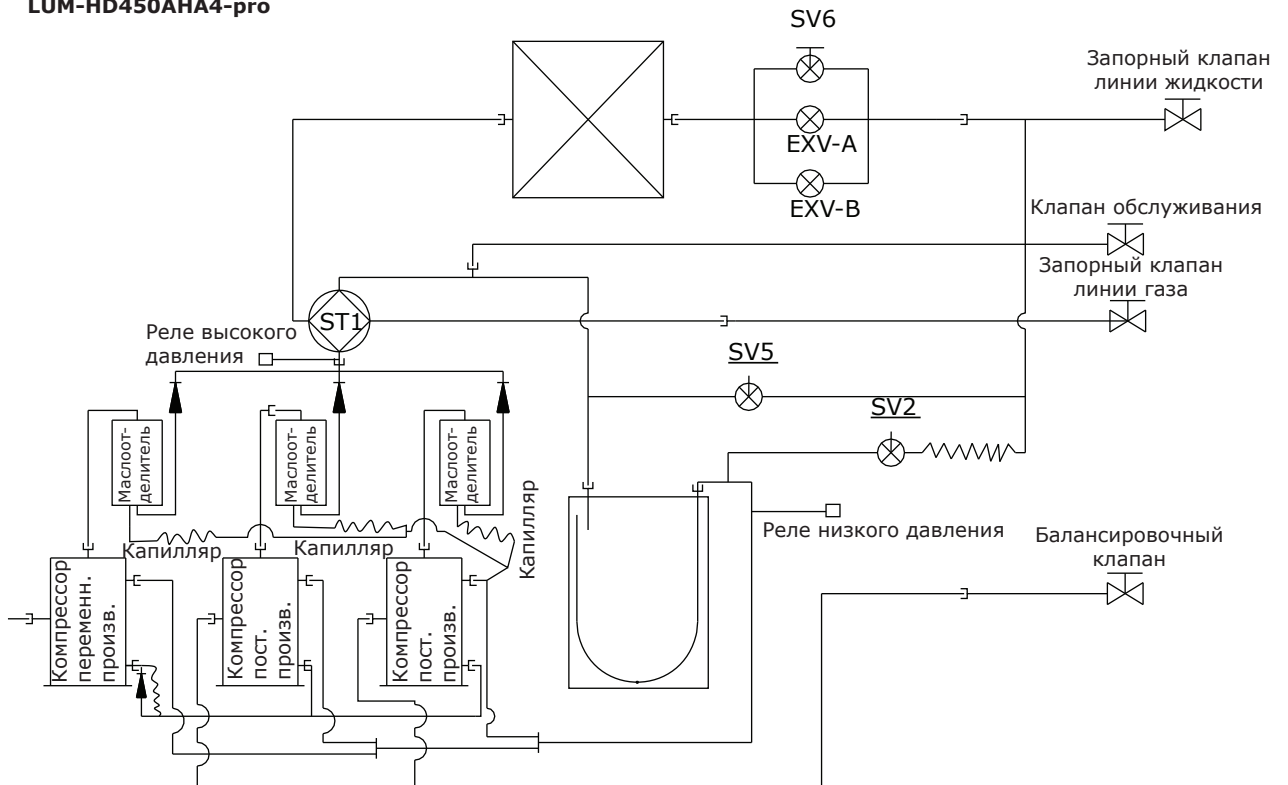 LUM-HD450AHA4-pro
SV6
Запорный клапан
линии жидкости
EXV-A
EXV-B
Клапан обслуживания
Запорный клапан
линии газа
ST1
Реле высокого
давления
SV5
SV2
Маслоот-
делитель
Маслоот-
делитель
Маслоот-
делитель
Капилляр
Капилляр
Капилляр
Реле низкого давления
Балансировочный
клапан
Компрессор
переменн.
произв.
Компрессор
пост.
произв.
Компрессор
пост.
произв.